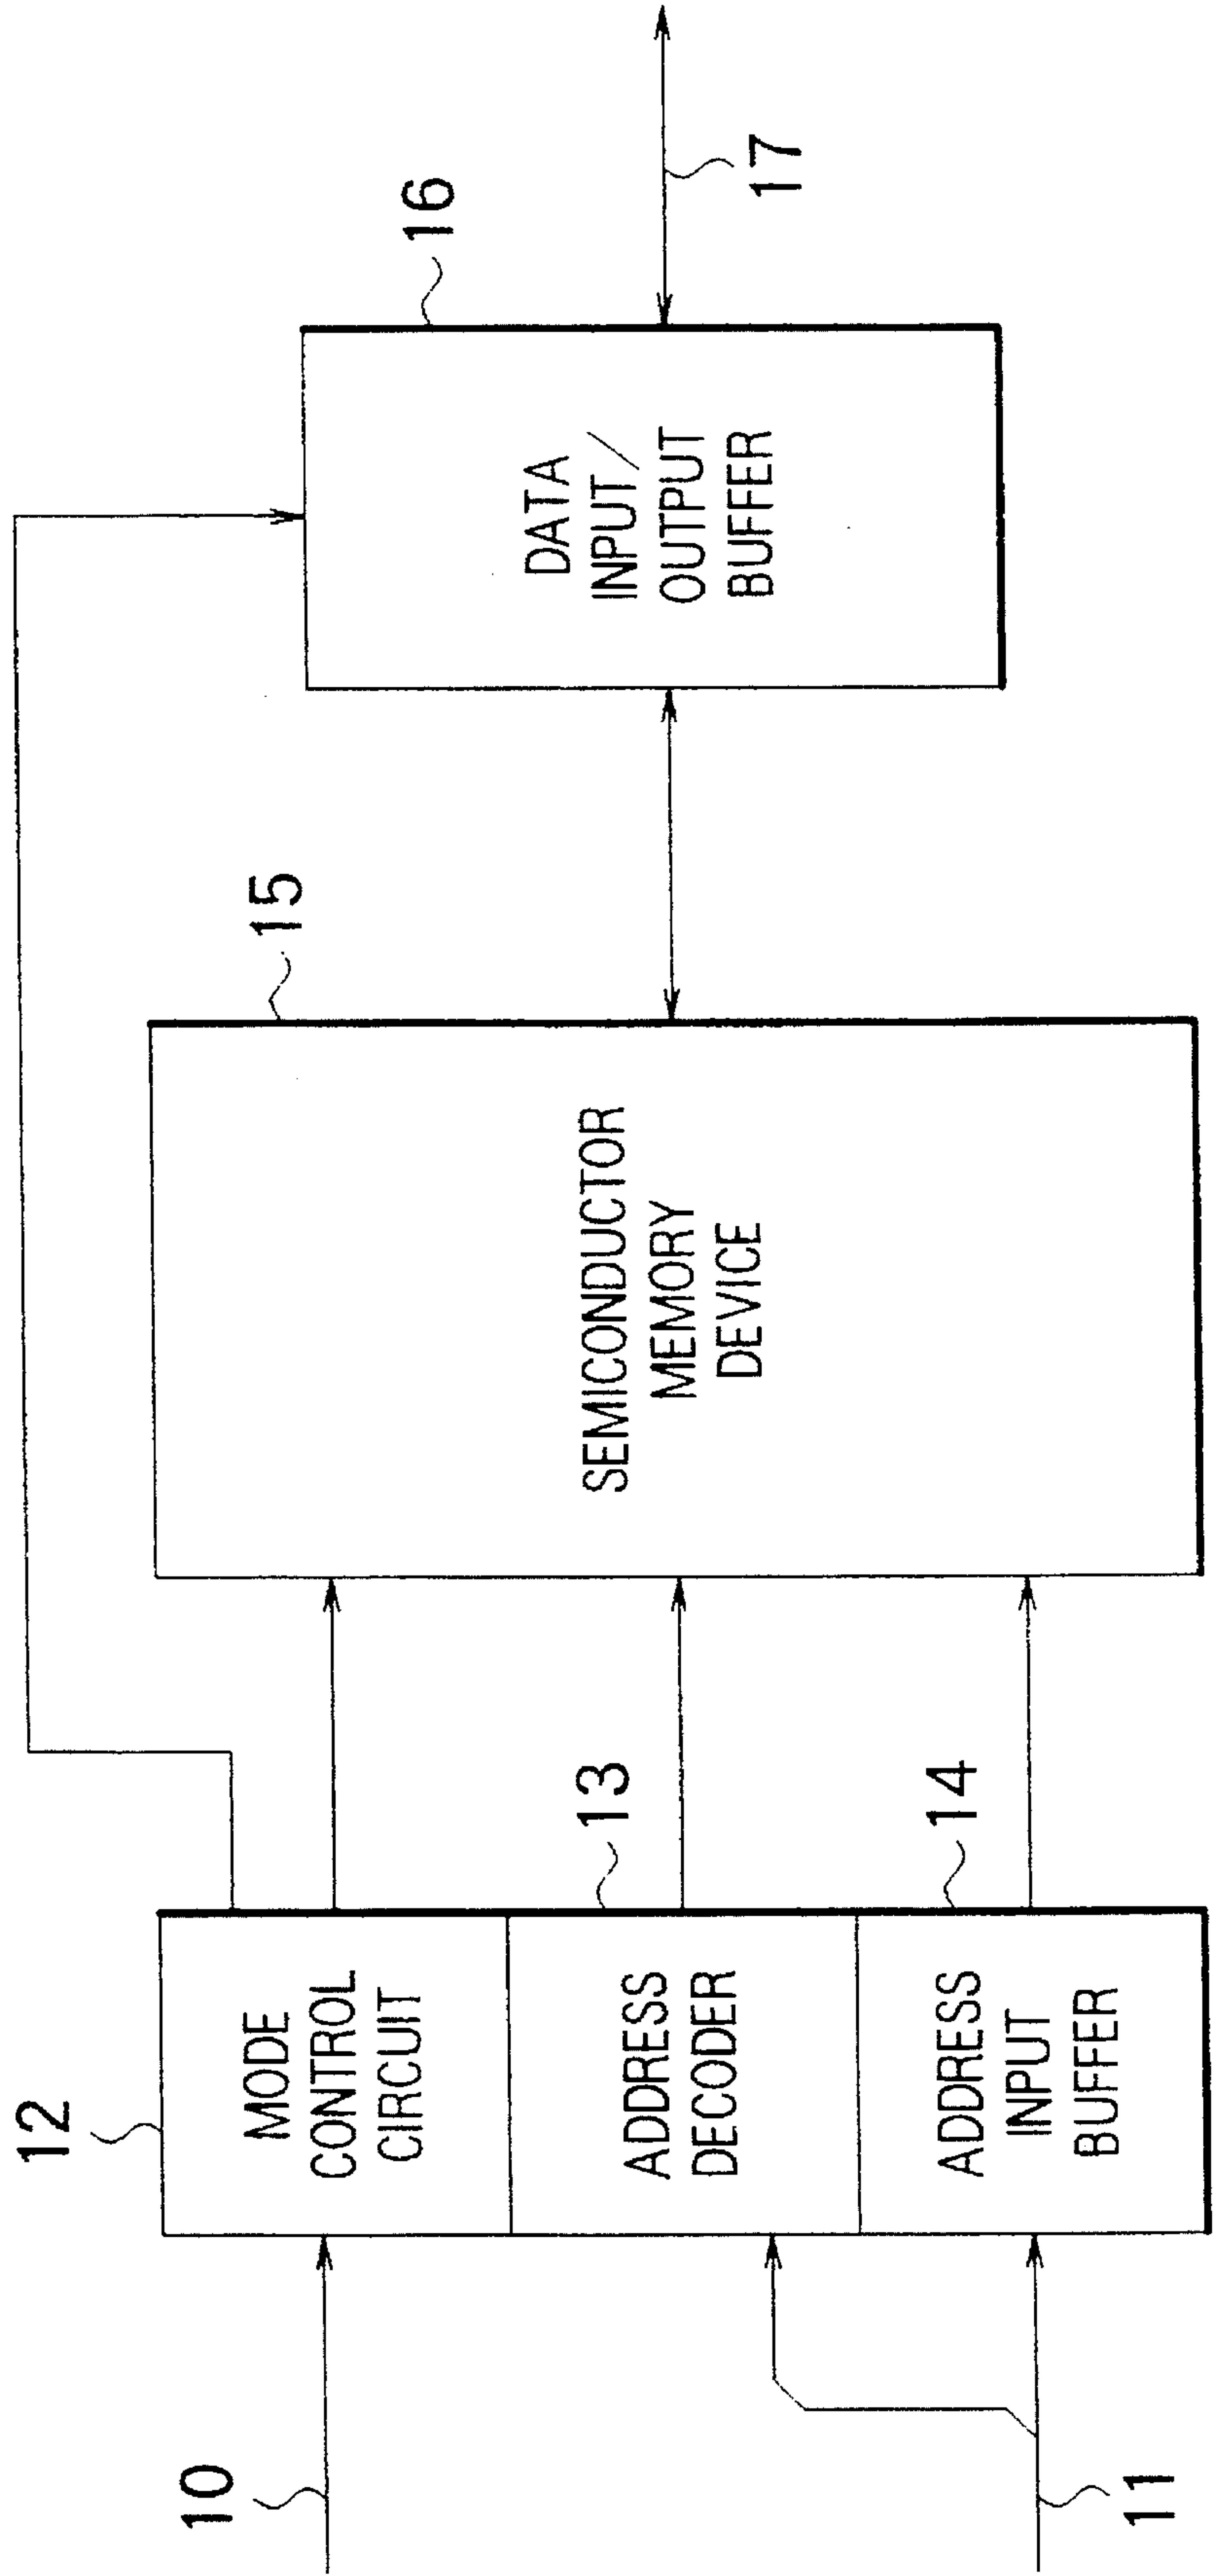 10
11
12
MODE
CONTROL
CIRCUIT
13
ADDRESS
DECODER
14
ADDRESS
INPUT
BUFFER
15
SEMICONDUCTOR
MEMORY
DEVICE
16
DATA
INPUT/
OUTPUT
BUFFER
17